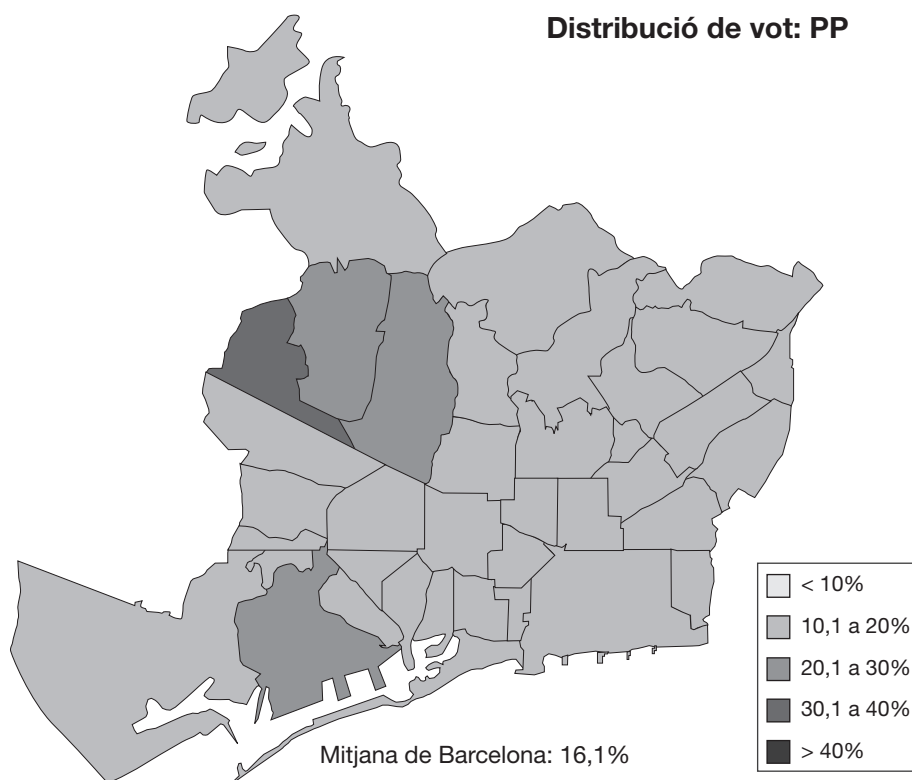 Distribució de vot: PP
< 10%
10,1 a 20%
20,1 a 30%
30,1 a 40%
> 40%
Mitjana de Barcelona: 16,1%